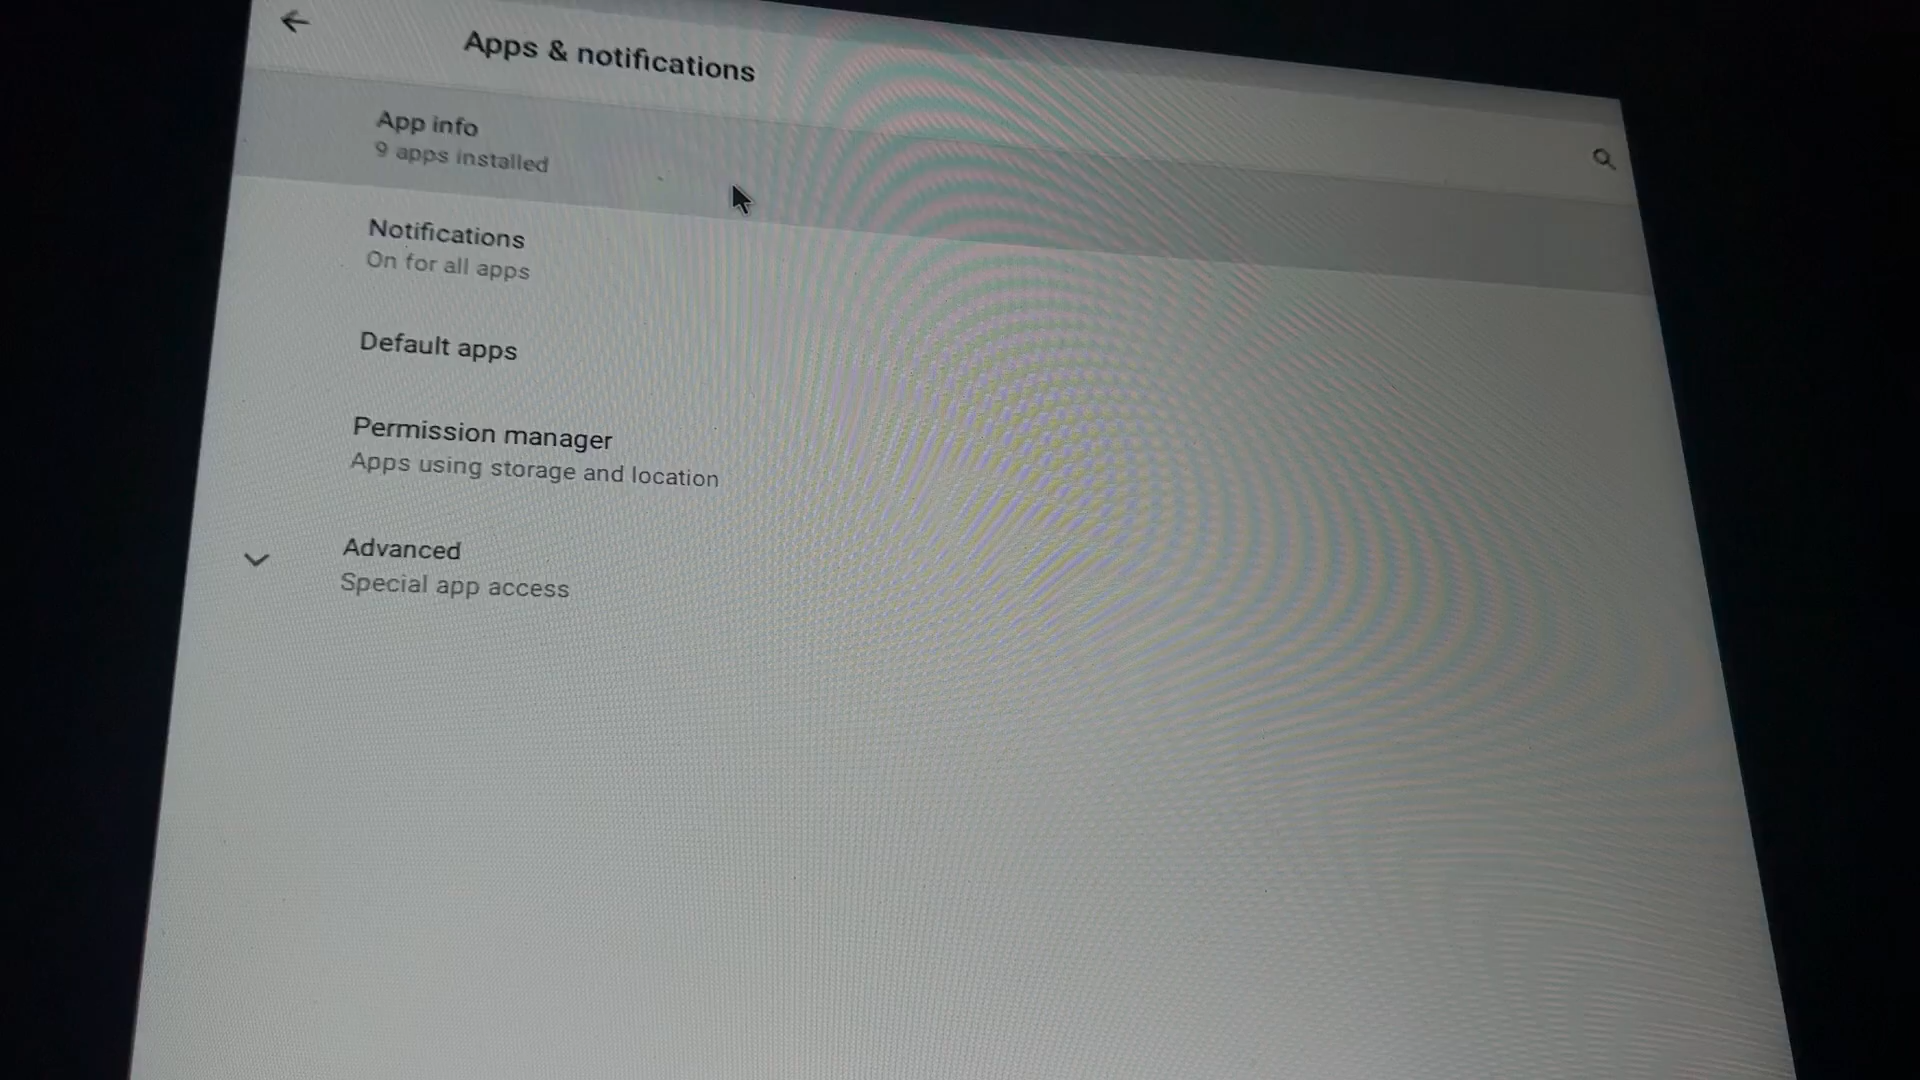 Apps & notifications
App info
9 apps installed
Notifications
On for all apps
Default apps
Permission manager
Apps using storage and location
Advanced
Special app access